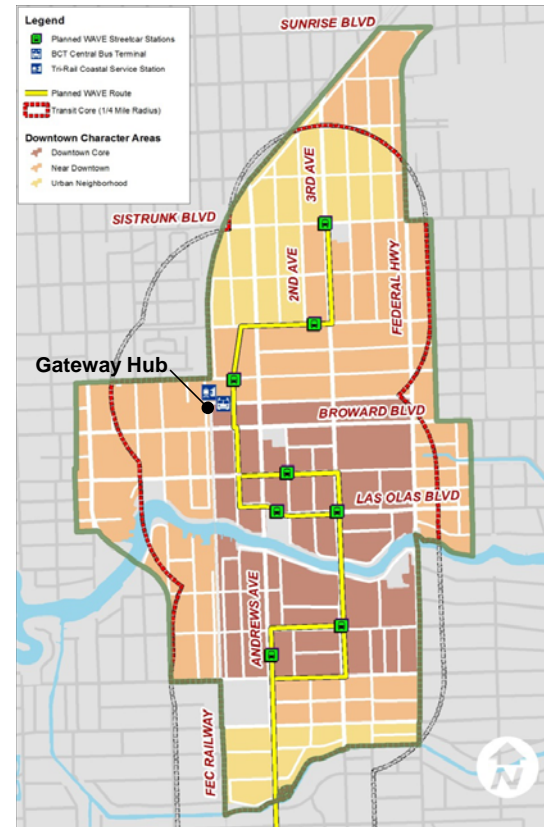 Legend
Planned WAVE Streetcar Stations
BCT Central Bus Terminal
Tri-Rail Coastal Service Station
Planned WAVE Route
Transit Core (1/4 Mile Radius)
Downtown Character Areas
Downtown Core
Near Downtown
Urban Neighborhood
SUNRISE BLVD
3RD AVE
SISTRUNK BLVD
2ND AVE
FEDERAL HWY
Gateway Hub
BROWARD BLVD
LAS OLAS BLVD
ANDREWS AVE
FEC RAILWAY
N